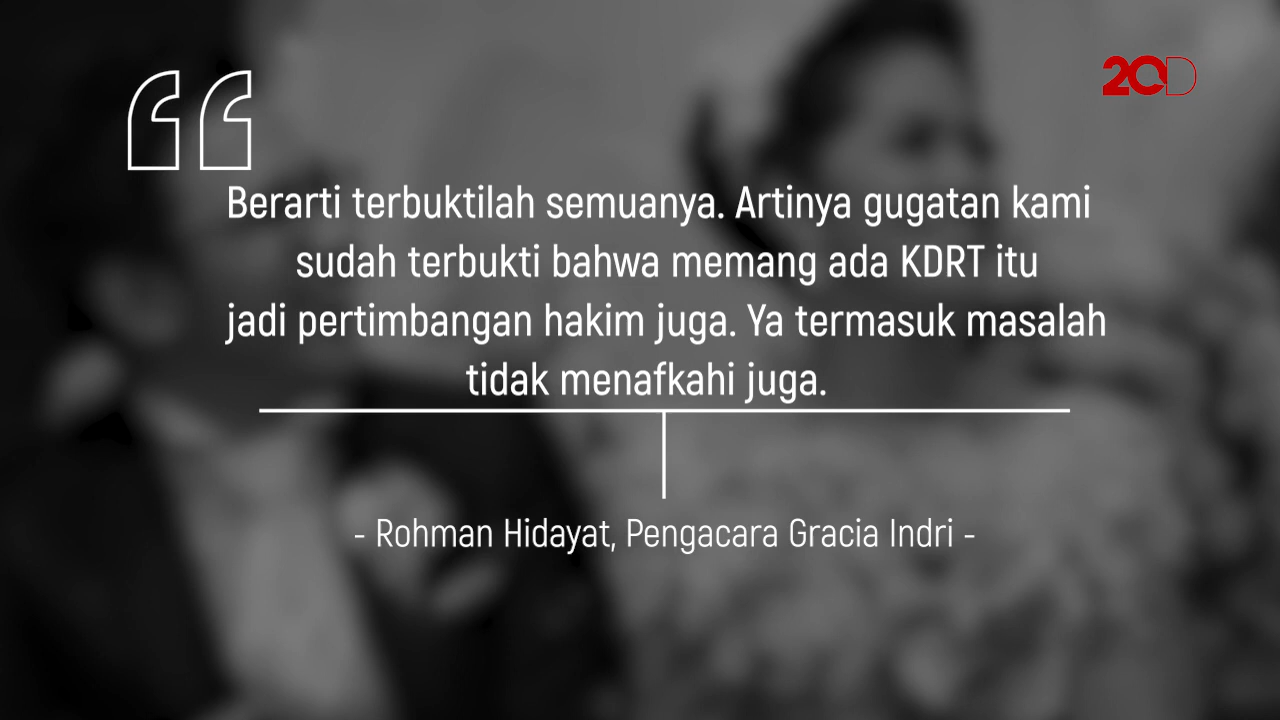 20D
Berarti terbuktilah semuanya. Artinya gugatan kami
sudah terbukti bahwa memang ada KDRT itu
jadi pertimbangan hakim juga. Ya termasuk masalah
tidak menafkahi juga.
- Rohman Hidayat, Pengacara Gracia Indri -